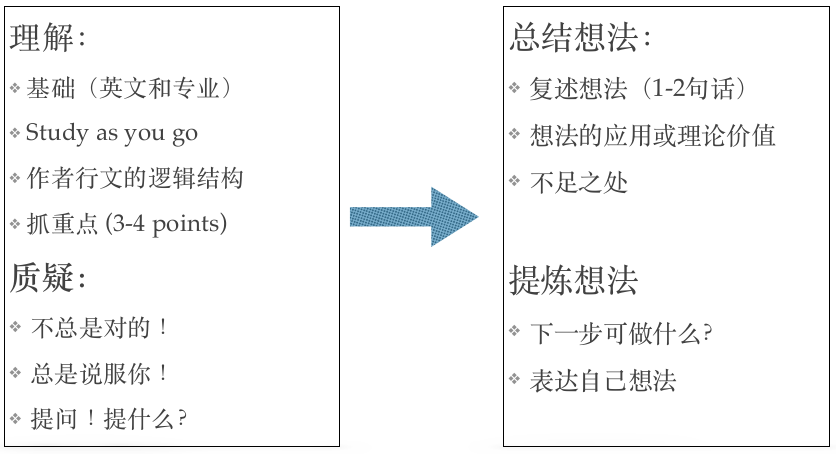 理解：
基础（英文和专业）
Study as you go
作者行文的逻辑结构
抓重点 (3-4 points)
质疑：
不总是对的！
总是说服你！
提问！提什么?
总结想法：
复述想法（1-2句话）
想法的应用或理论价值
不足之处
提炼想法
下一步可做什么?
表达自己想法